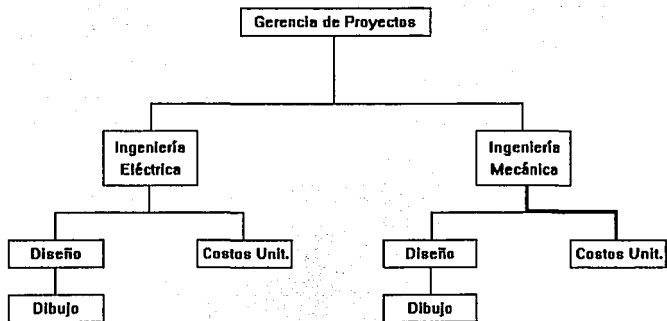 Gerencia de Proyectos
Ingeniería
Eléctrica
Ingeniería
Mecánica
Diseño
Costos Unit.
Diseño
Costos Unit.
Dibujo
Dibujo